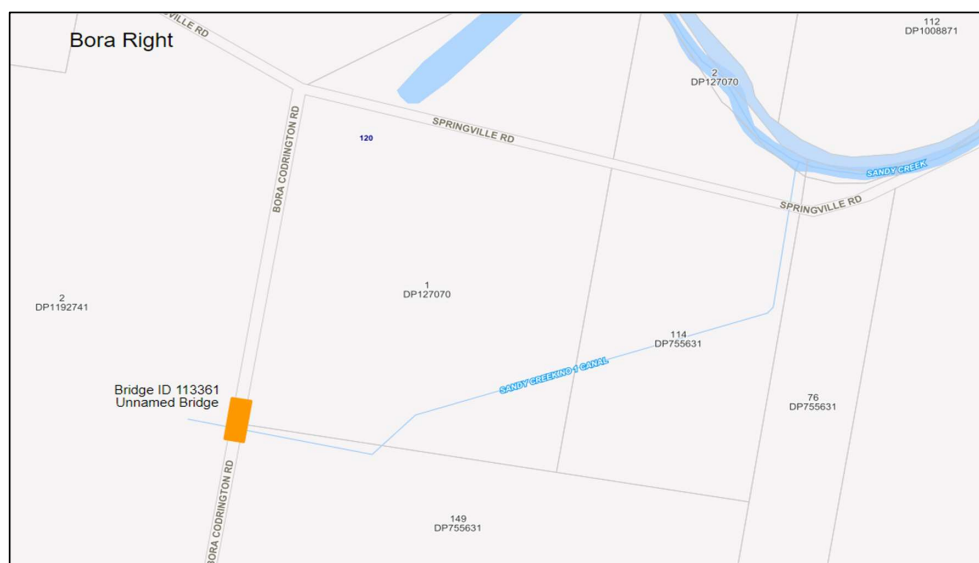 Bora Right
VILLE RD
112
DP1008871
2
DP127070
SPRINGVILLE RD
120
BORA CODRINGTON RD
SANDY CREEK
SPRINGVILLE RD
1
DP127070
2
DP1192741
114
DP755631
SANDY CREEKNO 1 CANAL
Bridge ID 113361
Unnamed Bridge
76
DP755631
BORA CODRINGTON RD
149
DP755631